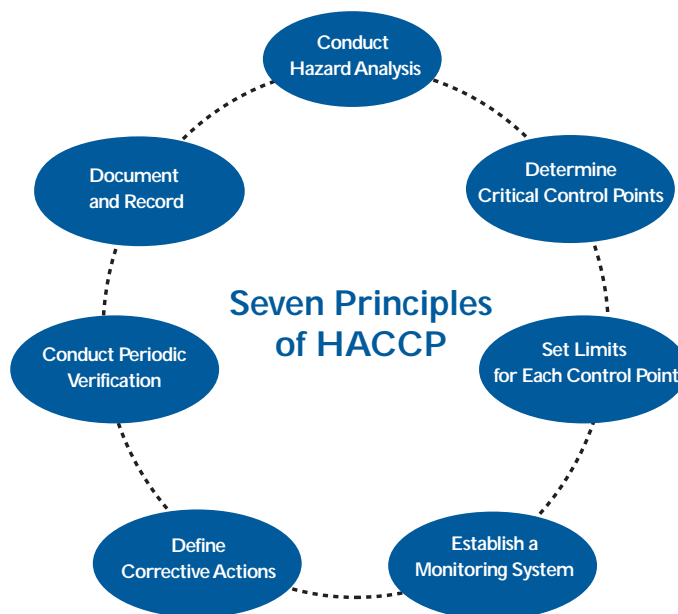 Conduct
Hazard Analysis
Determine
Critical Control Points
Set Limits
for Each Control Point
Establish a
Monitoring System
Define
Corrective Actions
Conduct Periodic
Verification
Document
and Record
Seven Principles
of HACCP